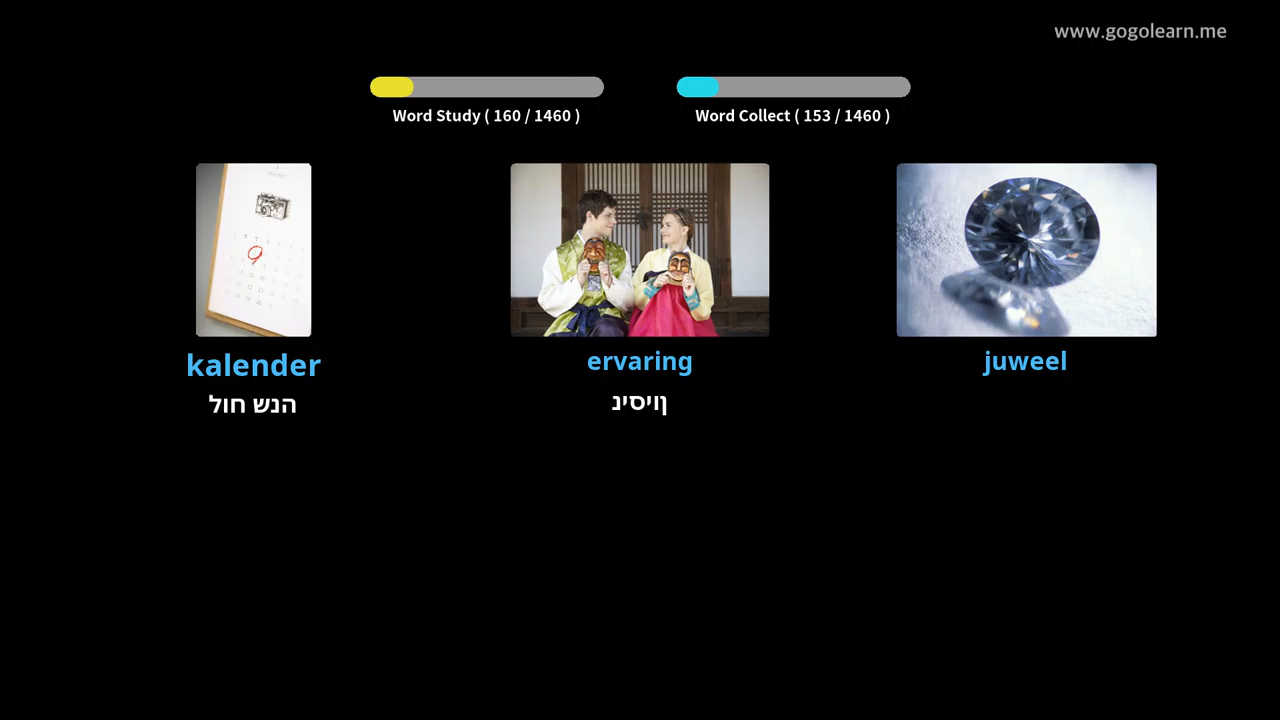 www.gogolearn.me
Word Study ( 160 / 1460 )
Word Collect ( 153 / 1460 )
kalender
הנש חול
ervaring
ןויסינ
juweel